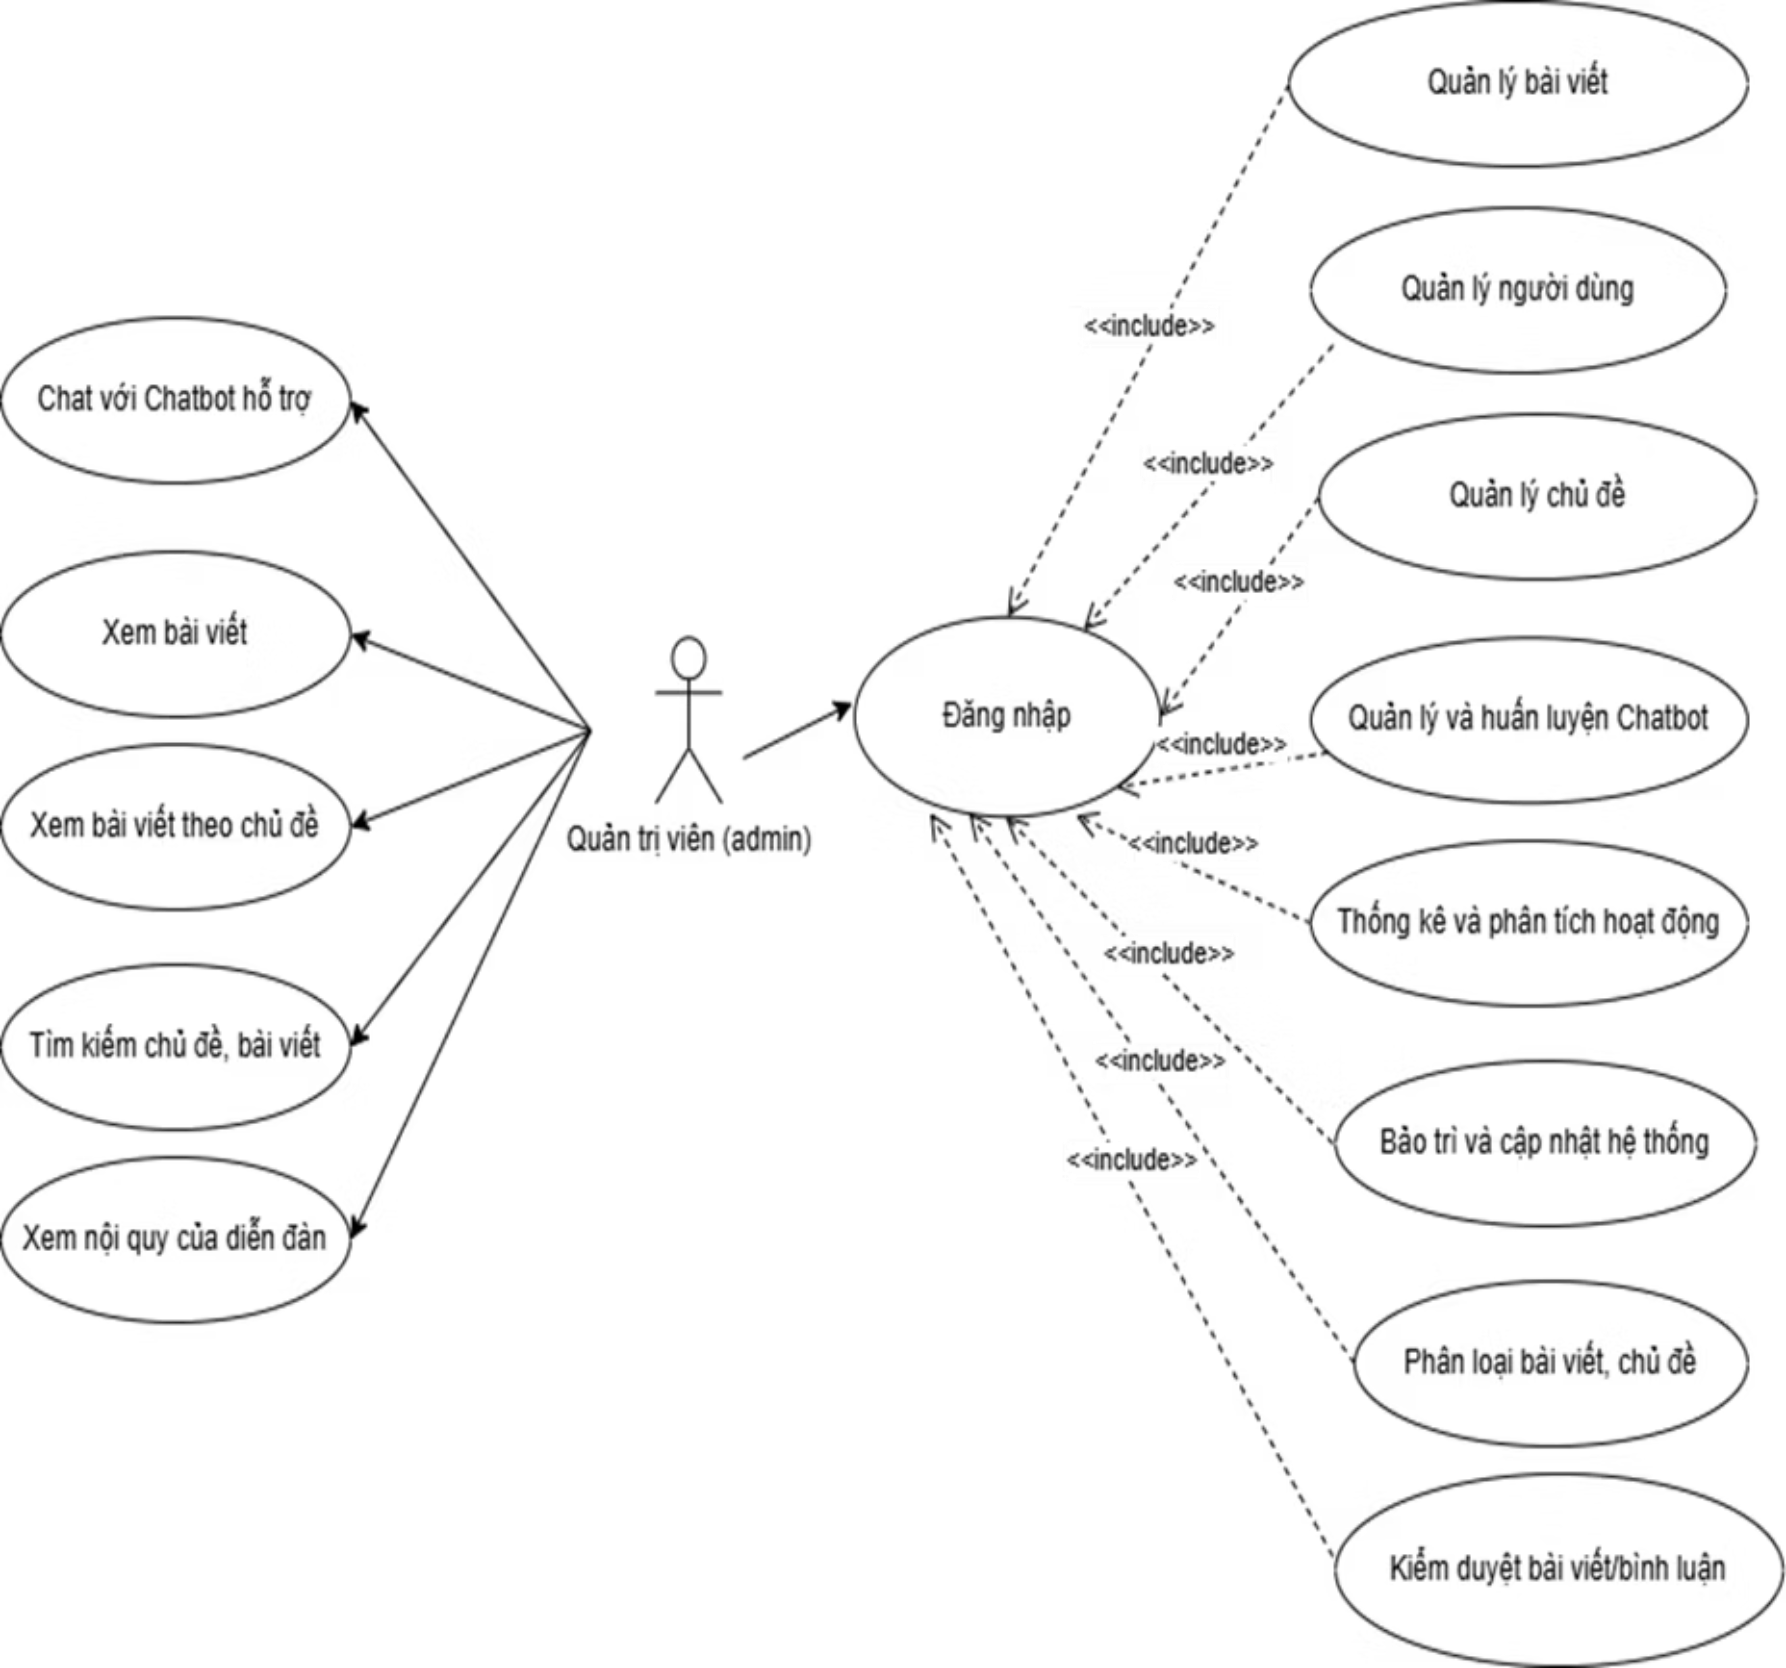 Quản lý bài viết
Quản lý người dùng
<<include>>
Chat với Chatbot hỗ trợ
<<include>>
Quản lý chủ đề
<<include>>
Xem bài viết
Đăng nhập
Quản lý và huấn luyện Chatbot
<<include>>
Xem bài viết theo chủ đề
Quản trị viên (admin)
<<include>>
Thống kê và phân tích hoạt động
<<include>>
Tìm kiếm chủ đề, bài viết
<<include>>
Bảo trì và cập nhật hệ thống
<<include>>
Xem nội quy của diễn đàn
Phân loại bài viết, chủ đề
Kiểm duyệt bài viết/bình luận